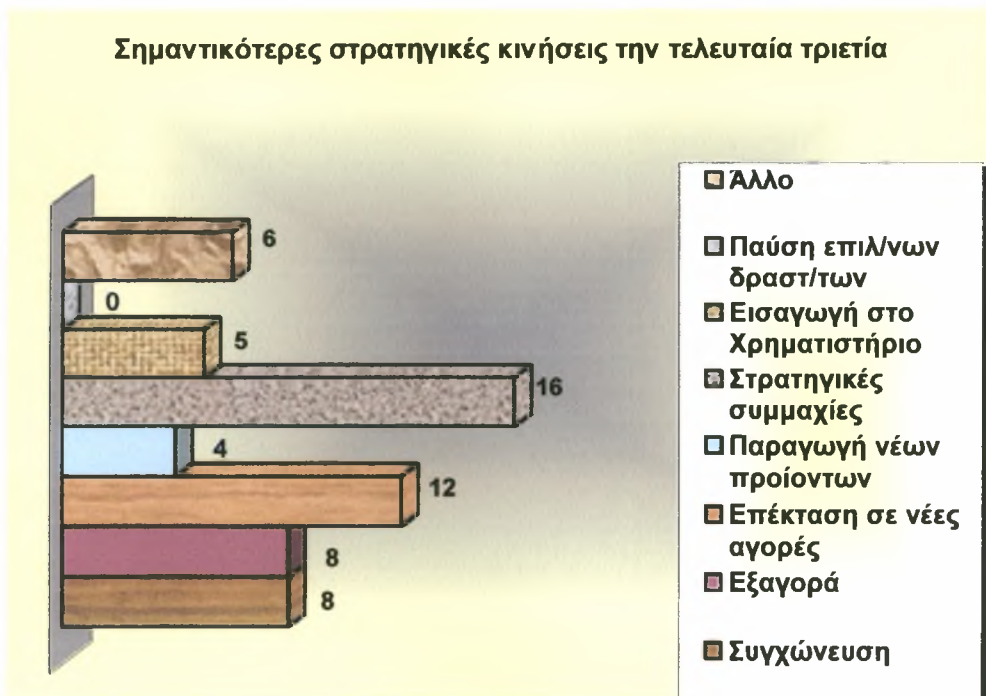 Σημαντικότερες στρατηγικές κινήσεις την τελευταία τριετία
6
0
5
16
4
12
8
8
Άλλο
Παύση επιλ/νων
δραστ/των
Εισαγωγή στο
Χρηματιστήριο
Στρατηγικές
συμμαχίες
Παραγωγή νέων
προίοντων
Επέκταση σε νέες
αγορές
Εξαγορά
Συγχώνευση